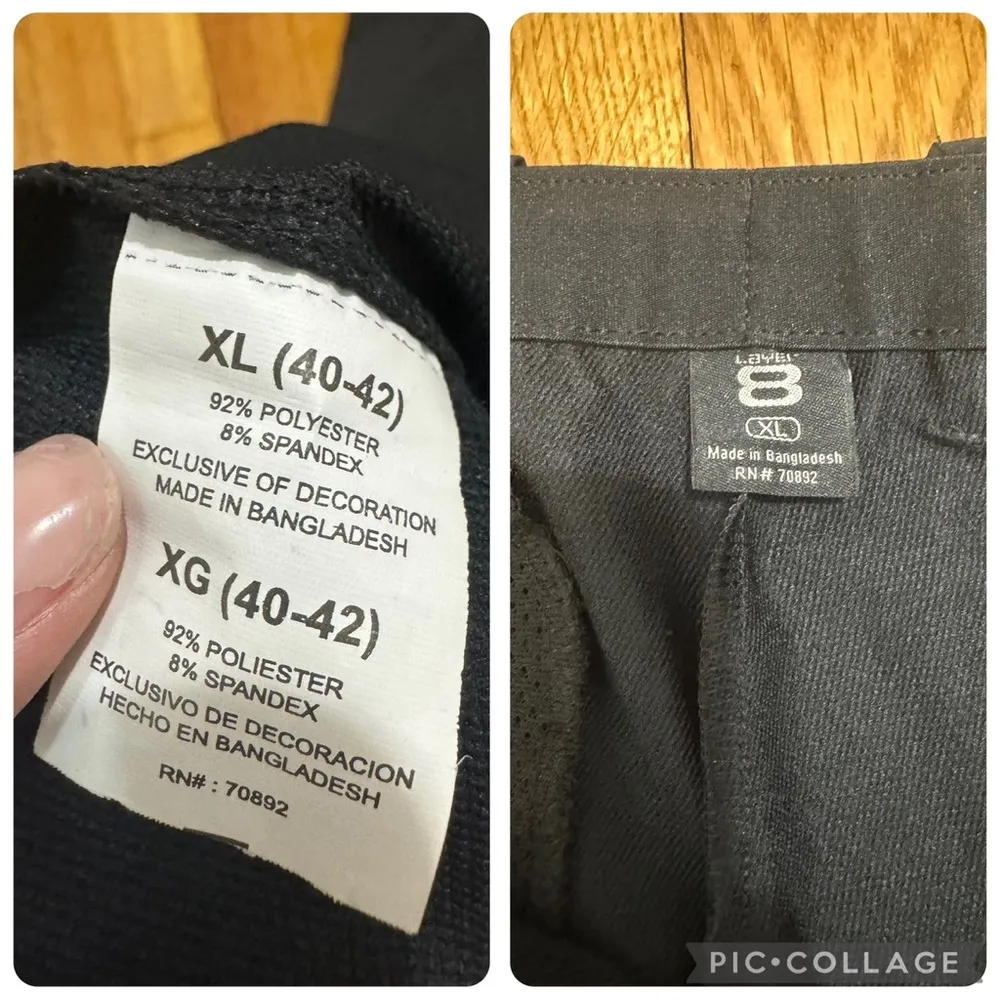 XL (40-42)
92% POLYESTER
8% SPANDEX
EXCLUSIVE OF DECORATION
MADE IN BANGLADESH
XG (40-42)
92% POLIESTER
8% SPANDEX
EXCLUSIVO DE DECORACION
HECHO EN BANGLADESH
RN# : 70892
Layer
8
XL
Made in Bangladesh
RN# 70892
PIC•COLLAGE